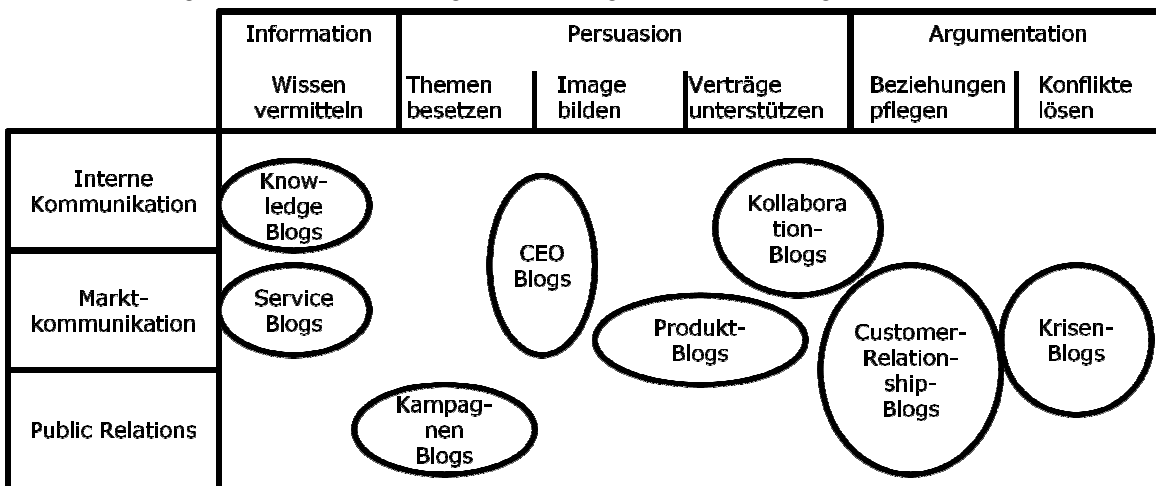 Information
Persuasion
Argumentation
Wissen
vermitteln
Themen
besetzen
Image
bilden
Verträge
unterstützen
Beziehungen
pflegen
Konflikte
lösen
Interne
Kommunikation
Know-
ledge
Blogs
CEO
Blogs
Kollabora
tion-
Blogs
Markt-
kommunikation
Service
Blogs
Produkt-
Blogs
Customer-
Relation-
ship-
Blogs
Krisen-
Blogs
Public Relations
Kampag-
nen
Blogs